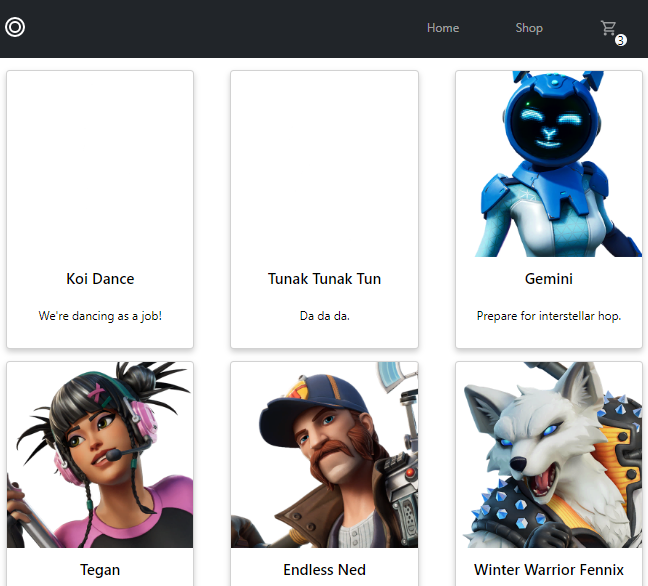 Home Shop
3
Koi Dance Tunak Tunak Tun Gemini
We're dancing as a job! Da da da. Prepare for interstellar hop.
Tegan Endless Ned Winter Warrior Fennix